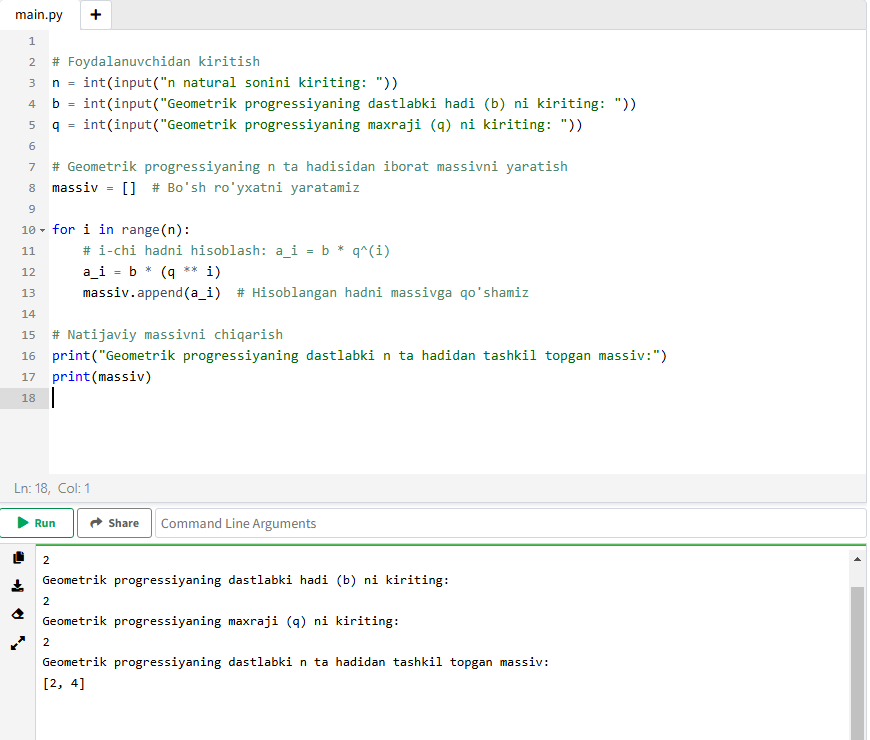 main.py +
1
2 # Foydalanuvchidan kiritish
3 n = int(input("n natural sonini kiriting: "))
4 b = int(input("Geometrik progressiyaning dastlabki hadi (b) ni kiriting: "))
5 q = int(input("Geometrik progressiyaning maxraji (q) ni kiriting: "))
6
7 # Geometrik progressiyaning n ta hadisidan iborat massivni yaratish
8 massiv = []  # Bo'sh ro'yxatni yaratamiz
9
10 for i in range(n):
11     # i-chi hadni hisoblash: a_i = b * q^(i)
12     a_i = b * (q ** i)
13     massiv.append(a_i)  # Hisoblangan hadni massivga qo'shamiz
14
15 # Natijaviy massivni chiqarish
16 print("Geometrik progressiyaning dastlabki n ta hadidan tashkil topgan massiv:")
17 print(massiv)
18
Ln: 18, Col: 1
Run Share Command Line Arguments
2
Geometrik progressiyaning dastlabki hadi (b) ni kiriting:
2
Geometrik progressiyaning maxraji (q) ni kiriting:
2
Geometrik progressiyaning dastlabki n ta hadidan tashkil topgan massiv:
[2, 4]